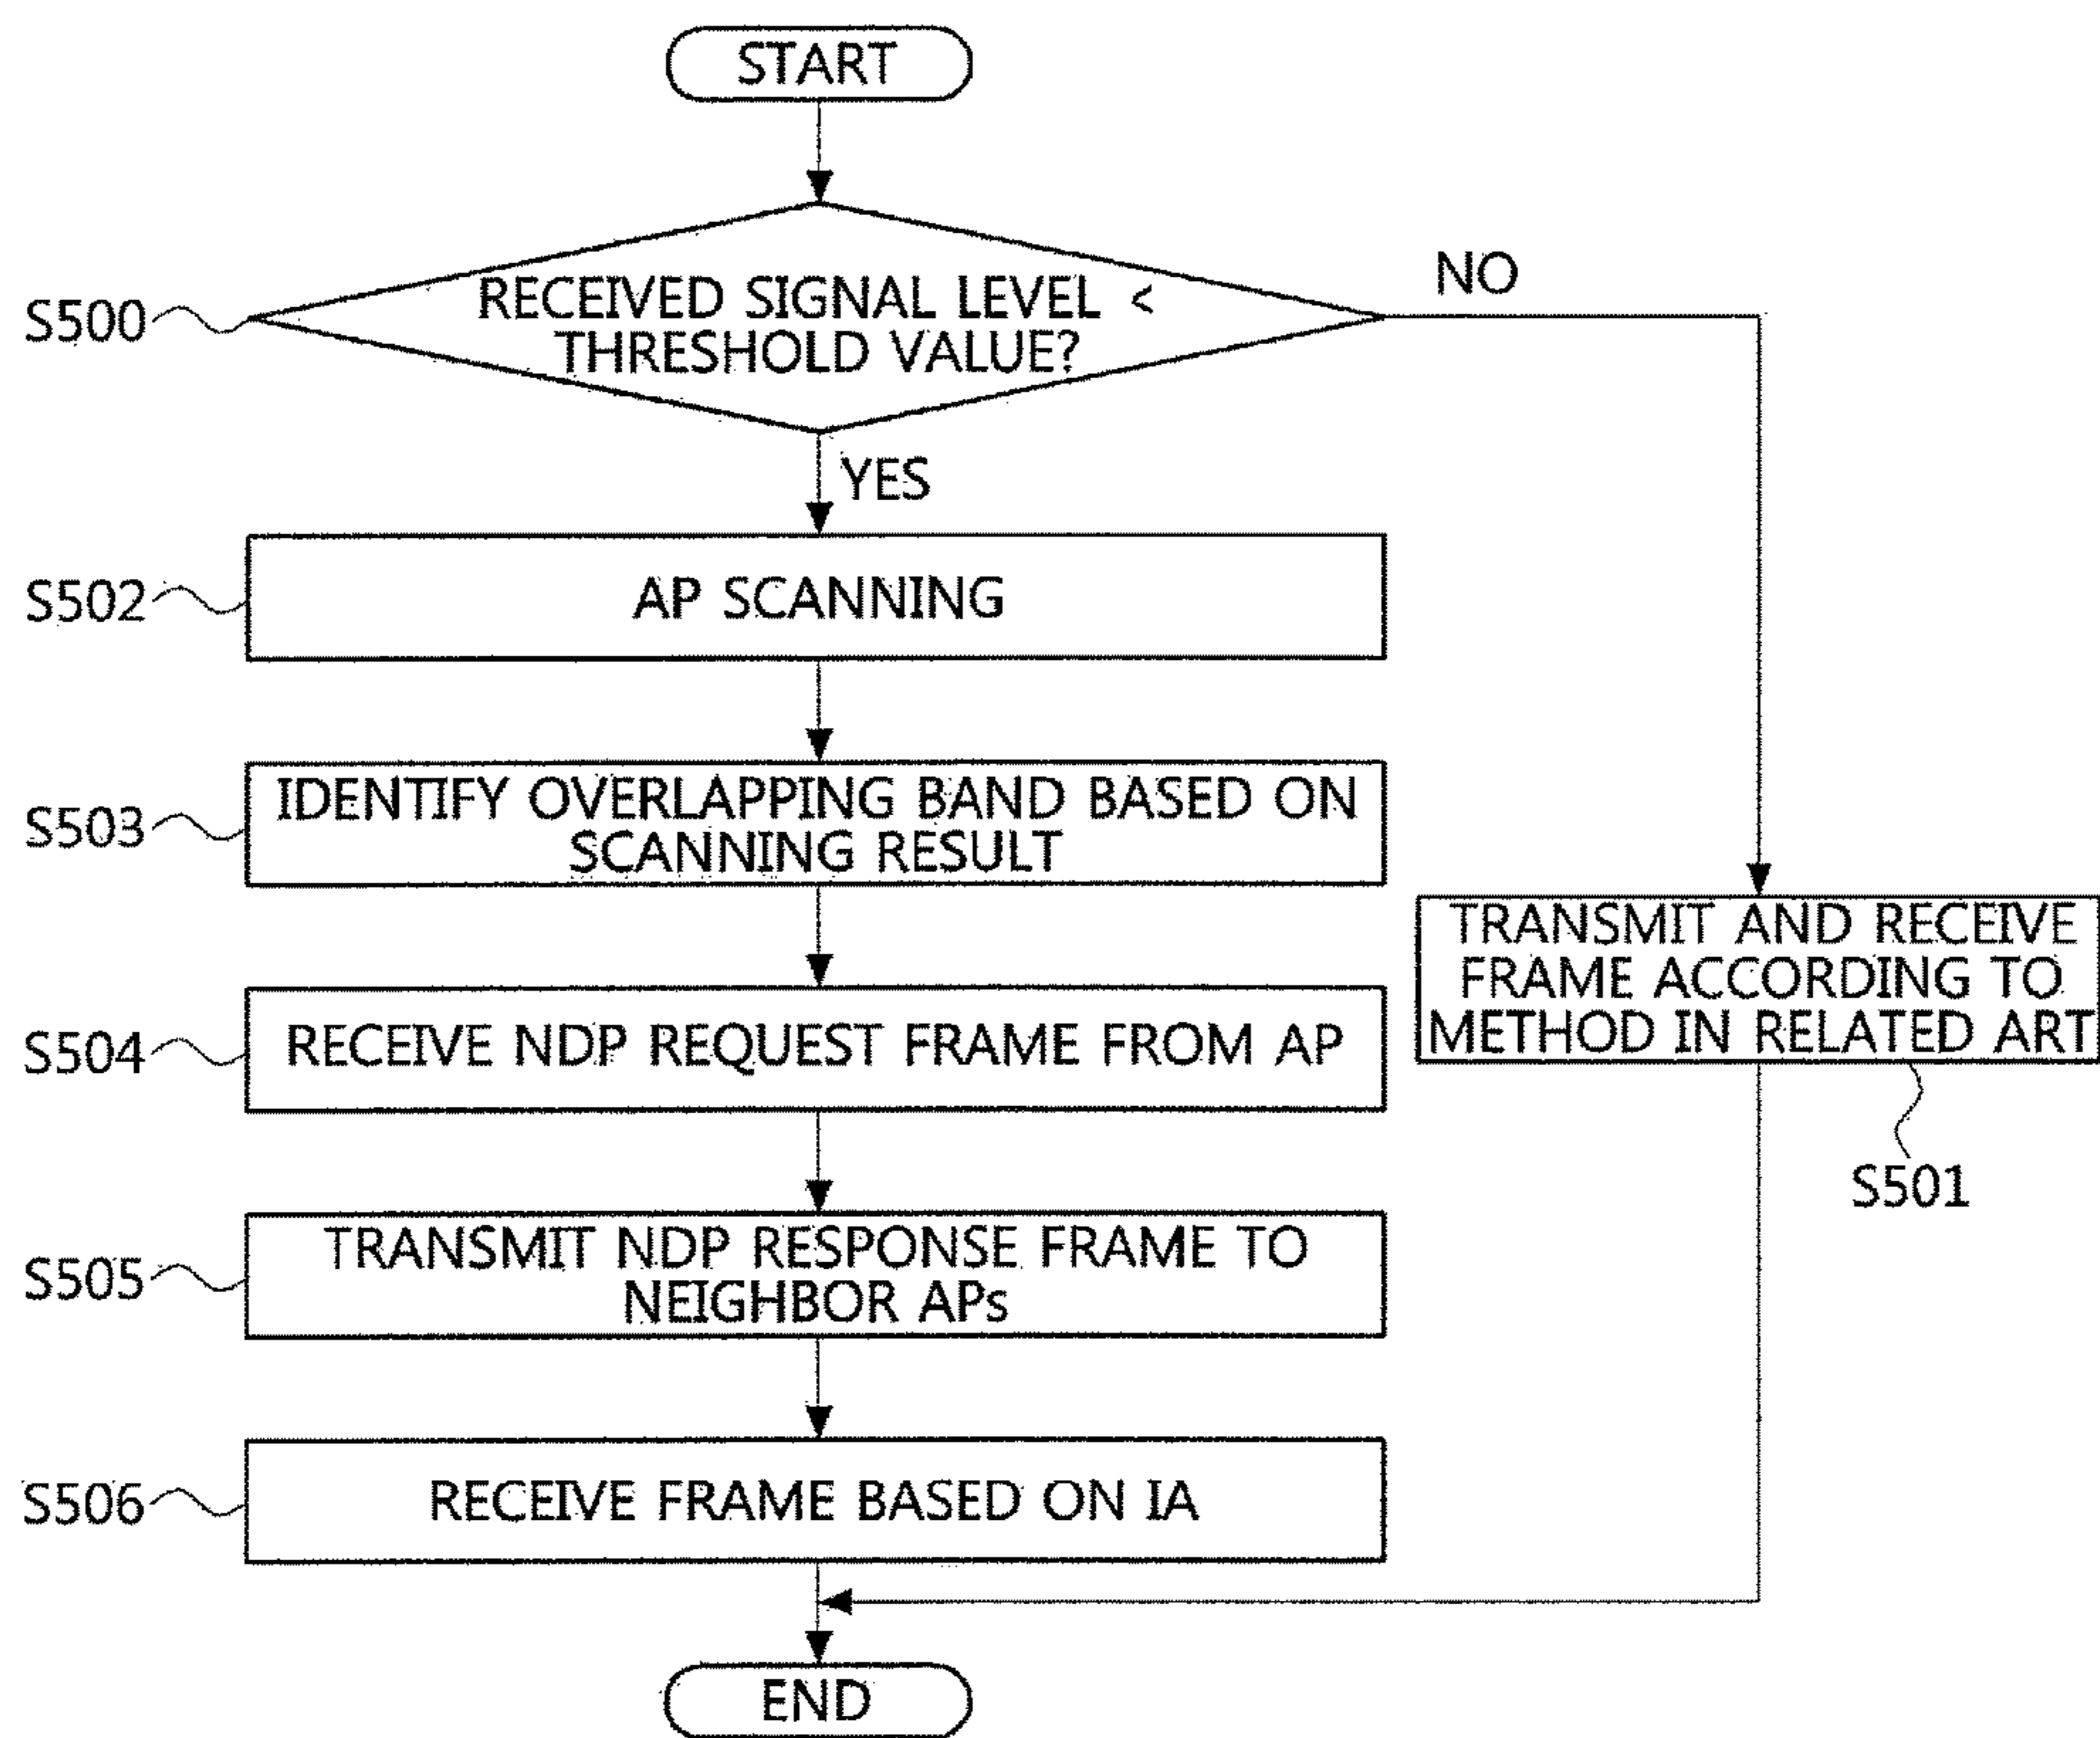 START
S500
RECEIVED SIGNAL LEVEL <
THRESHOLD VALUE?
NO
YES
S502
AP SCANNING
S503
IDENTIFY OVERLAPPING BAND BASED ON
SCANNING RESULT
S504
RECEIVE NDP REQUEST FRAME FROM AP
TRANSMIT AND RECEIVE
FRAME ACCORDING TO
METHOD IN RELATED ART
S501
S505
TRANSMIT NDP RESPONSE FRAME TO
NEIGHBOR APs
S506
RECEIVE FRAME BASED ON IA
END